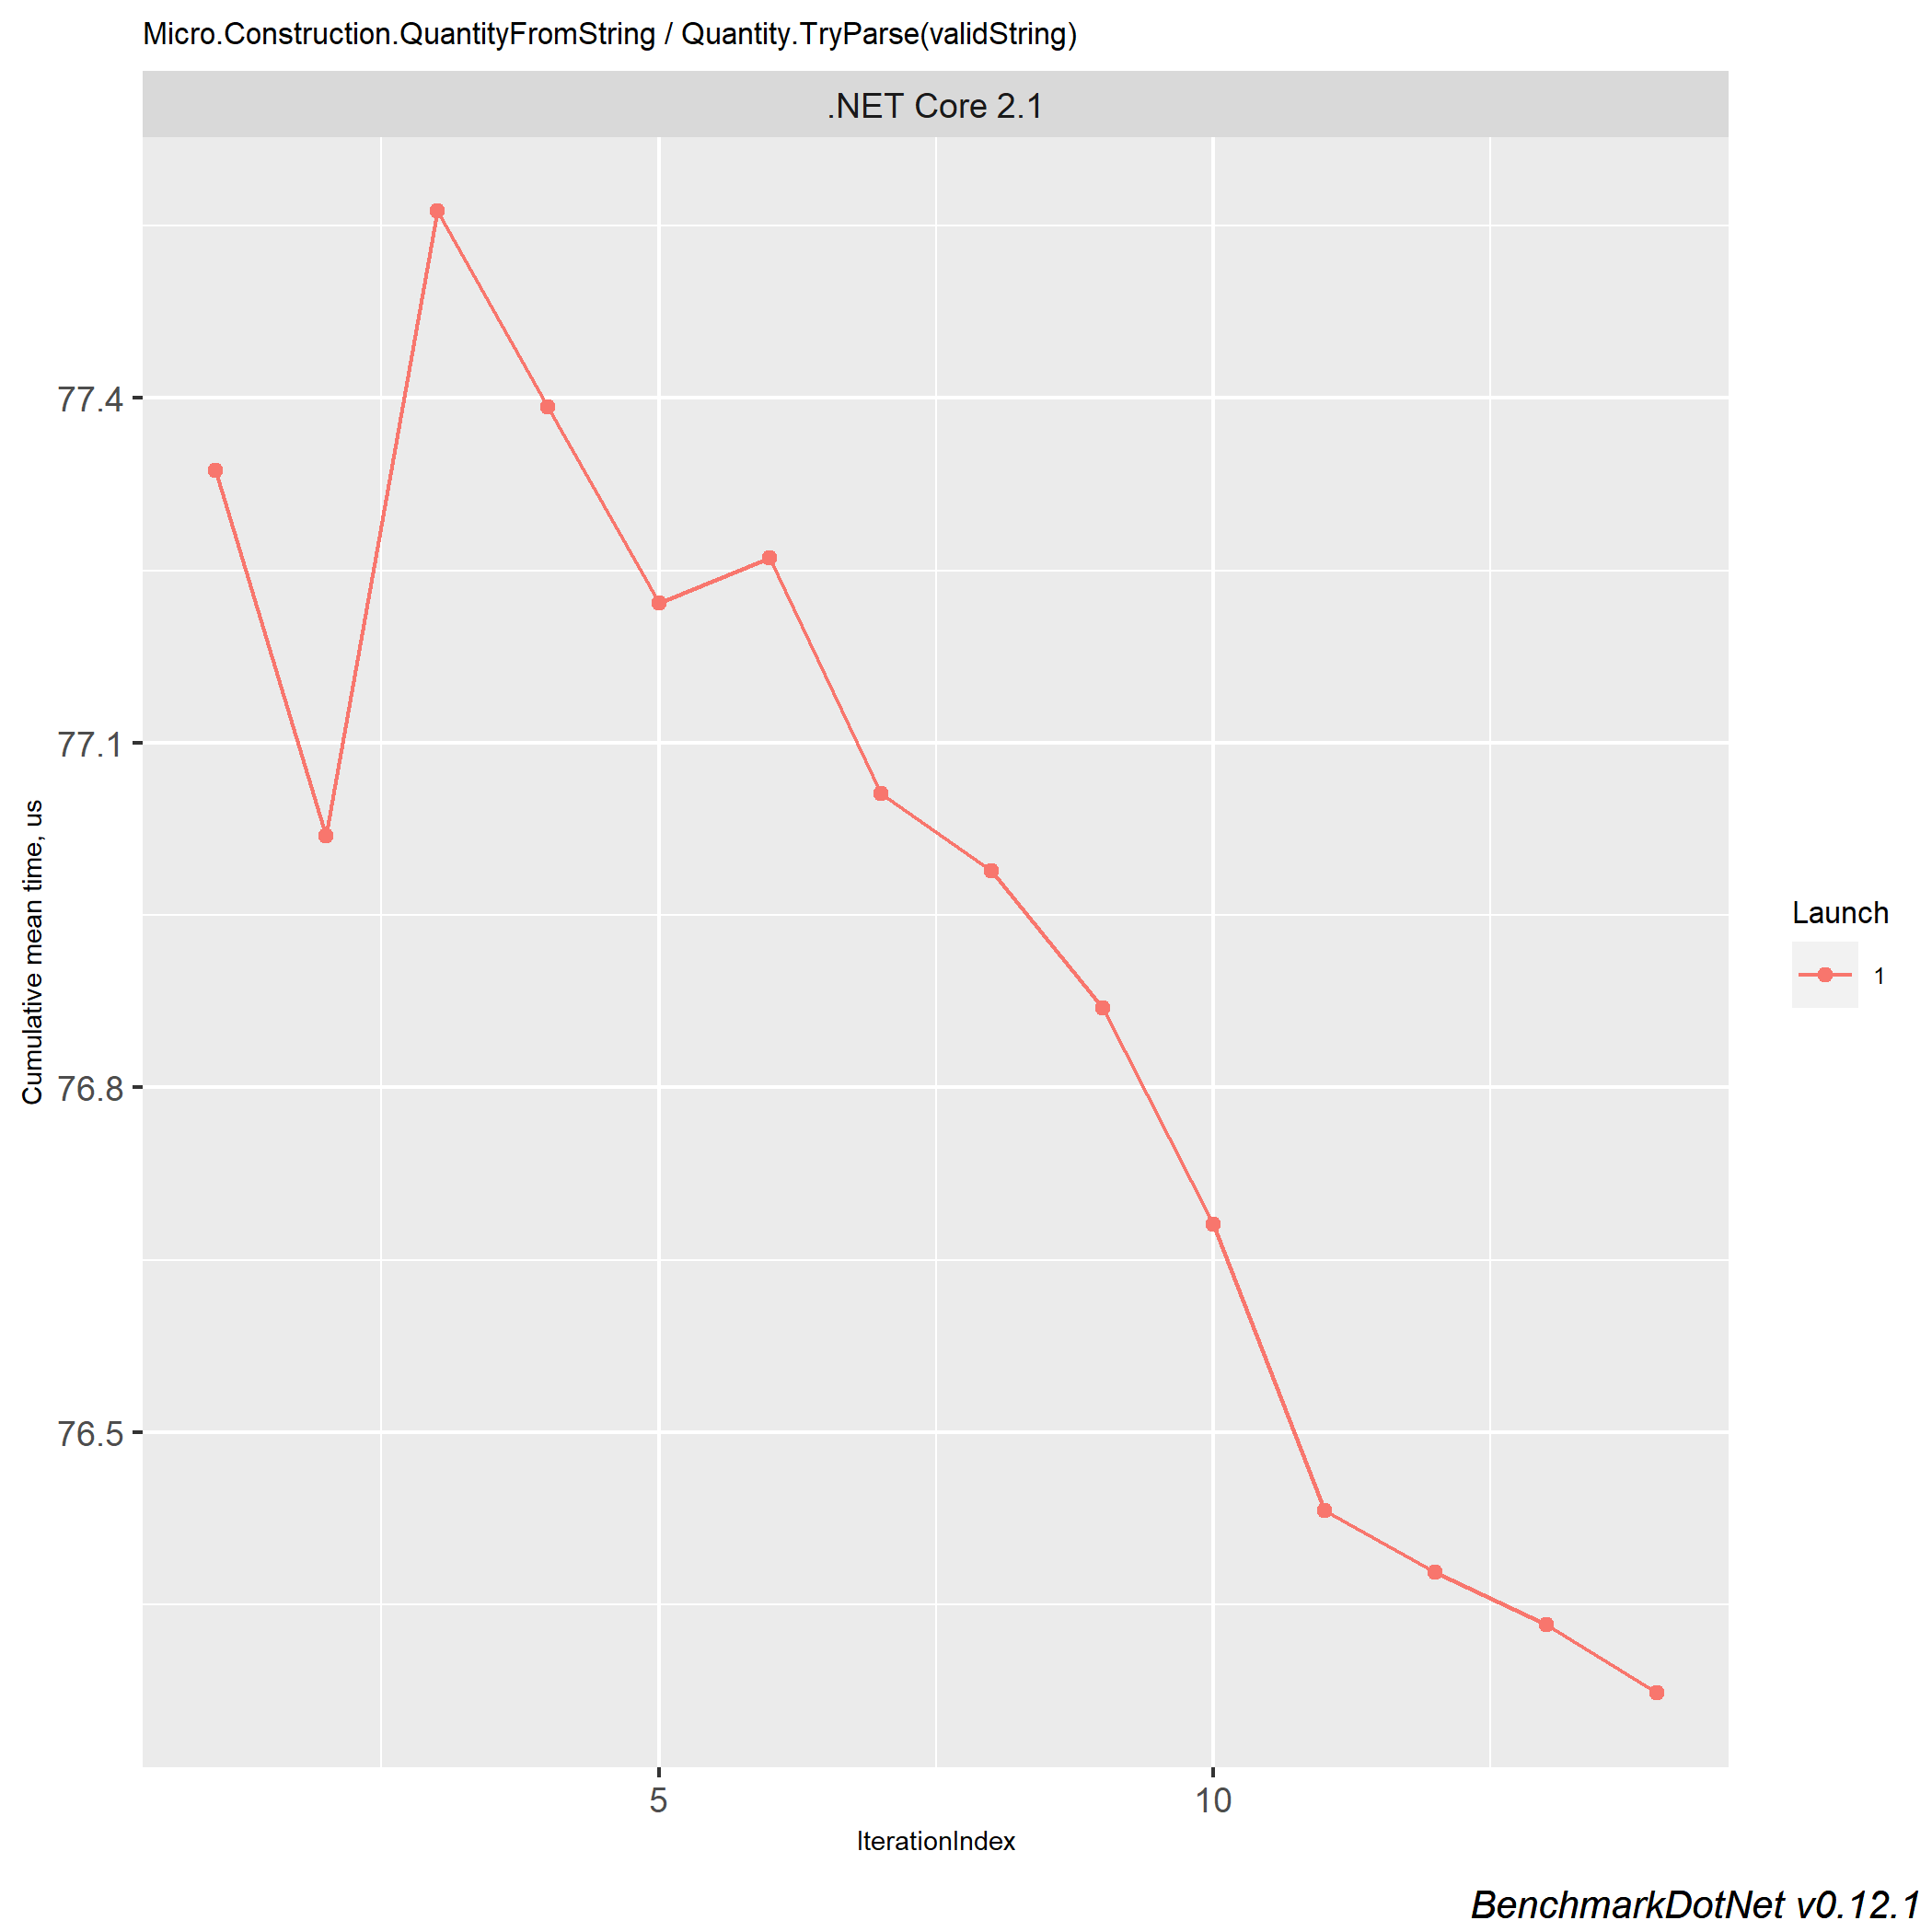 Micro.Construction.QuantityFromString / Quantity.TryParse(validString)
.NET Core 2.1
77.4
77.1
76.8
76.5
Cumulative mean time, us
5
10
IterationIndex
Launch
1
BenchmarkDotNet v0.12.1